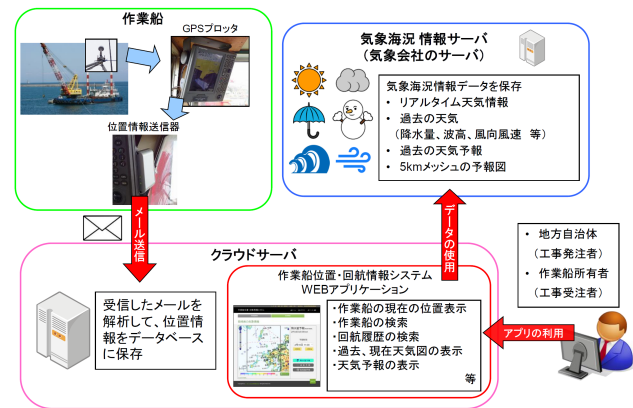 作業船
GPSプロッタ
位置情報送信器
メール送信
気象海況 情報サーバ
(気象会社のサーバ)
気象海況情報データを保存
• リアルタイム天気情報
• 過去の天気
(降水量、波高、風向風速 等)
• 過去の天気予報
• 5kmメッシュの予報図
データの使用
クラウドサーバ
受信したメールを
解析して、位置情
報をデータベース
に保存
作業船位置・回航情報システム
WEBアプリケーション
・作業船の現在の位置表示
・作業船の検索
・回航履歴の検索
・過去、現在天気図の表示
・天気予報の表示
等
• 地方自治体
(工事発注者)
• 作業船所有者
(工事受注者)
アプリの利用